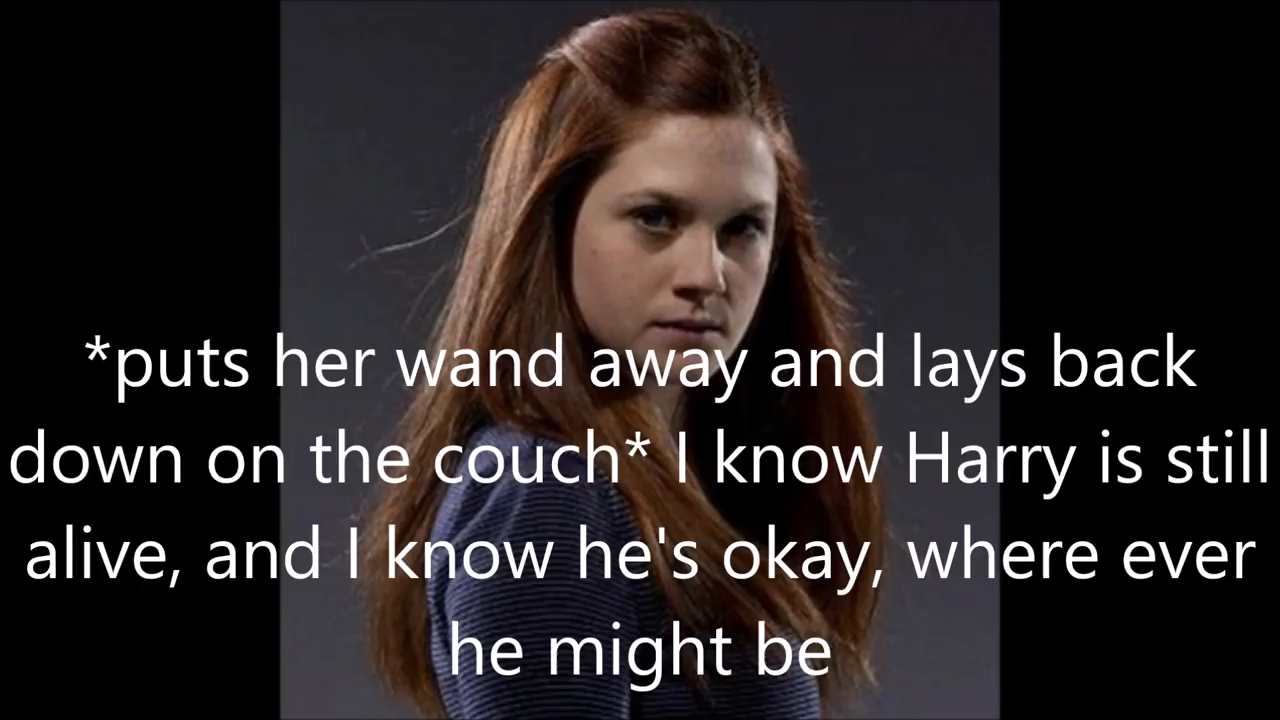 *puts her wand away and lays back
down on the couch* I know Harry is still
alive, and I know he's okay, where ever
he might be